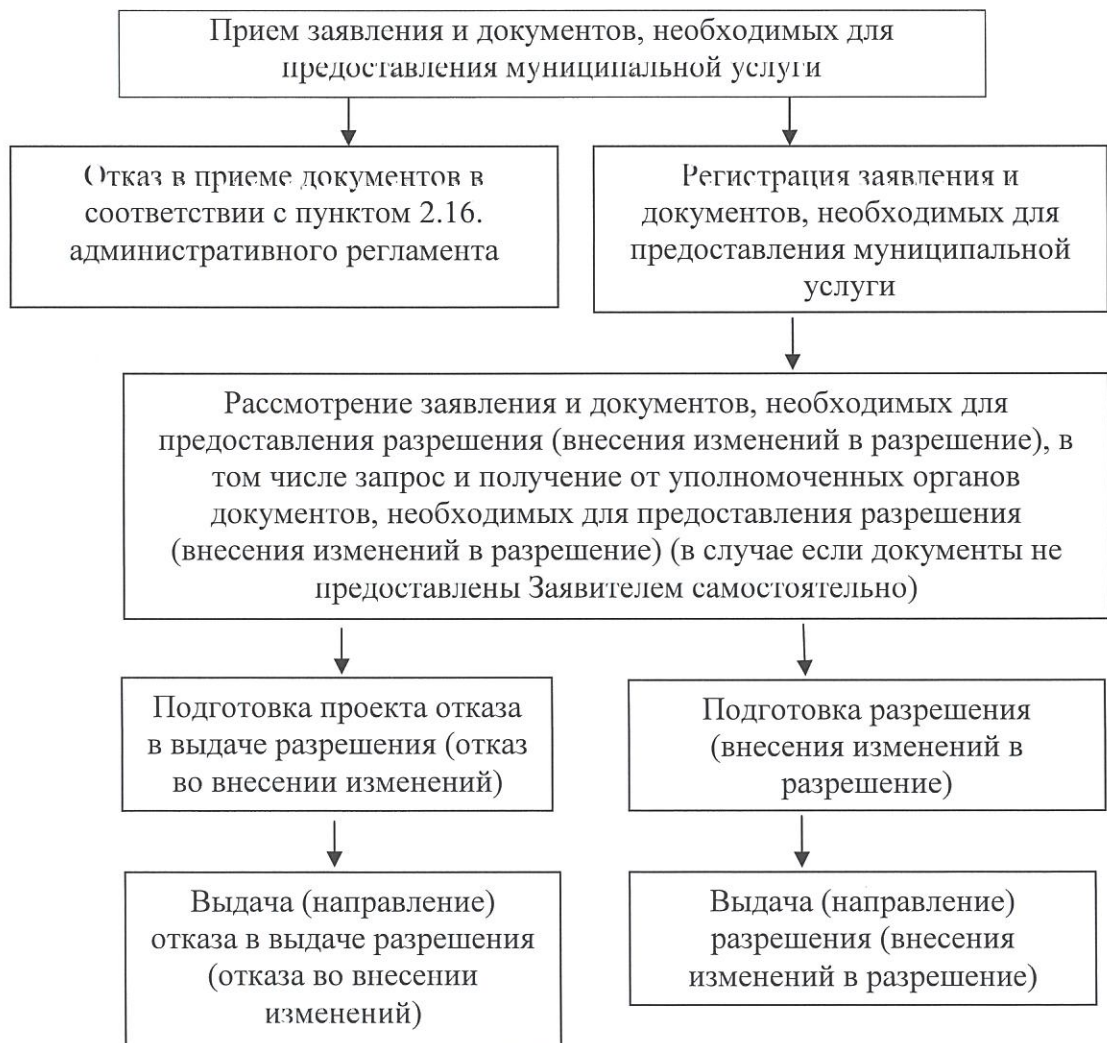 Прием заявления и документов, необходимых для
предоставления муниципальной услуги
Отказ в приеме документов в
соответствии с пунктом 2.16.
административного регламента
Регистрация заявления и
документов, необходимых для
предоставления муниципальной
услуги
Рассмотрение заявления и документов, необходимых для
предоставления разрешения (внесения изменений в разрешение), в
том числе запрос и получение от уполномоченных органов
документов, необходимых для предоставления разрешения
(внесения изменений в разрешение) (в случае если документы не
предоставлены Заявителем самостоятельно)
Подготовка проекта отказа
в выдаче разрешения (отказ
во внесении изменений)
Подготовка разрешения
(внесения изменений в
разрешение)
Выдача (направление)
отказа в выдаче разрешения
(отказа во внесении
изменений)
Выдача (направление)
разрешения (внесения
изменений в разрешение)